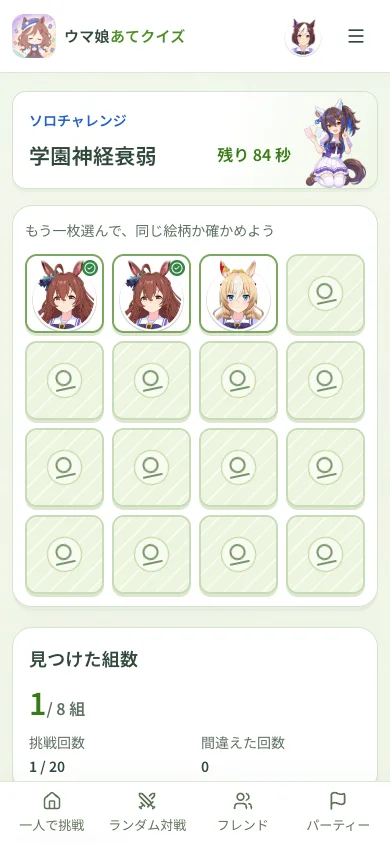 ウマ娘あてクイズ
ソロチャレンジ
学園神経衰弱
残り 84 秒
もう一枚選んで、同じ絵柄か確かめよう
見つけた組数
1/ 8 組
挑戦回数 間違えた回数
1 / 20 0
一人で挑戦 ランダム対戦 フレンド パーティー